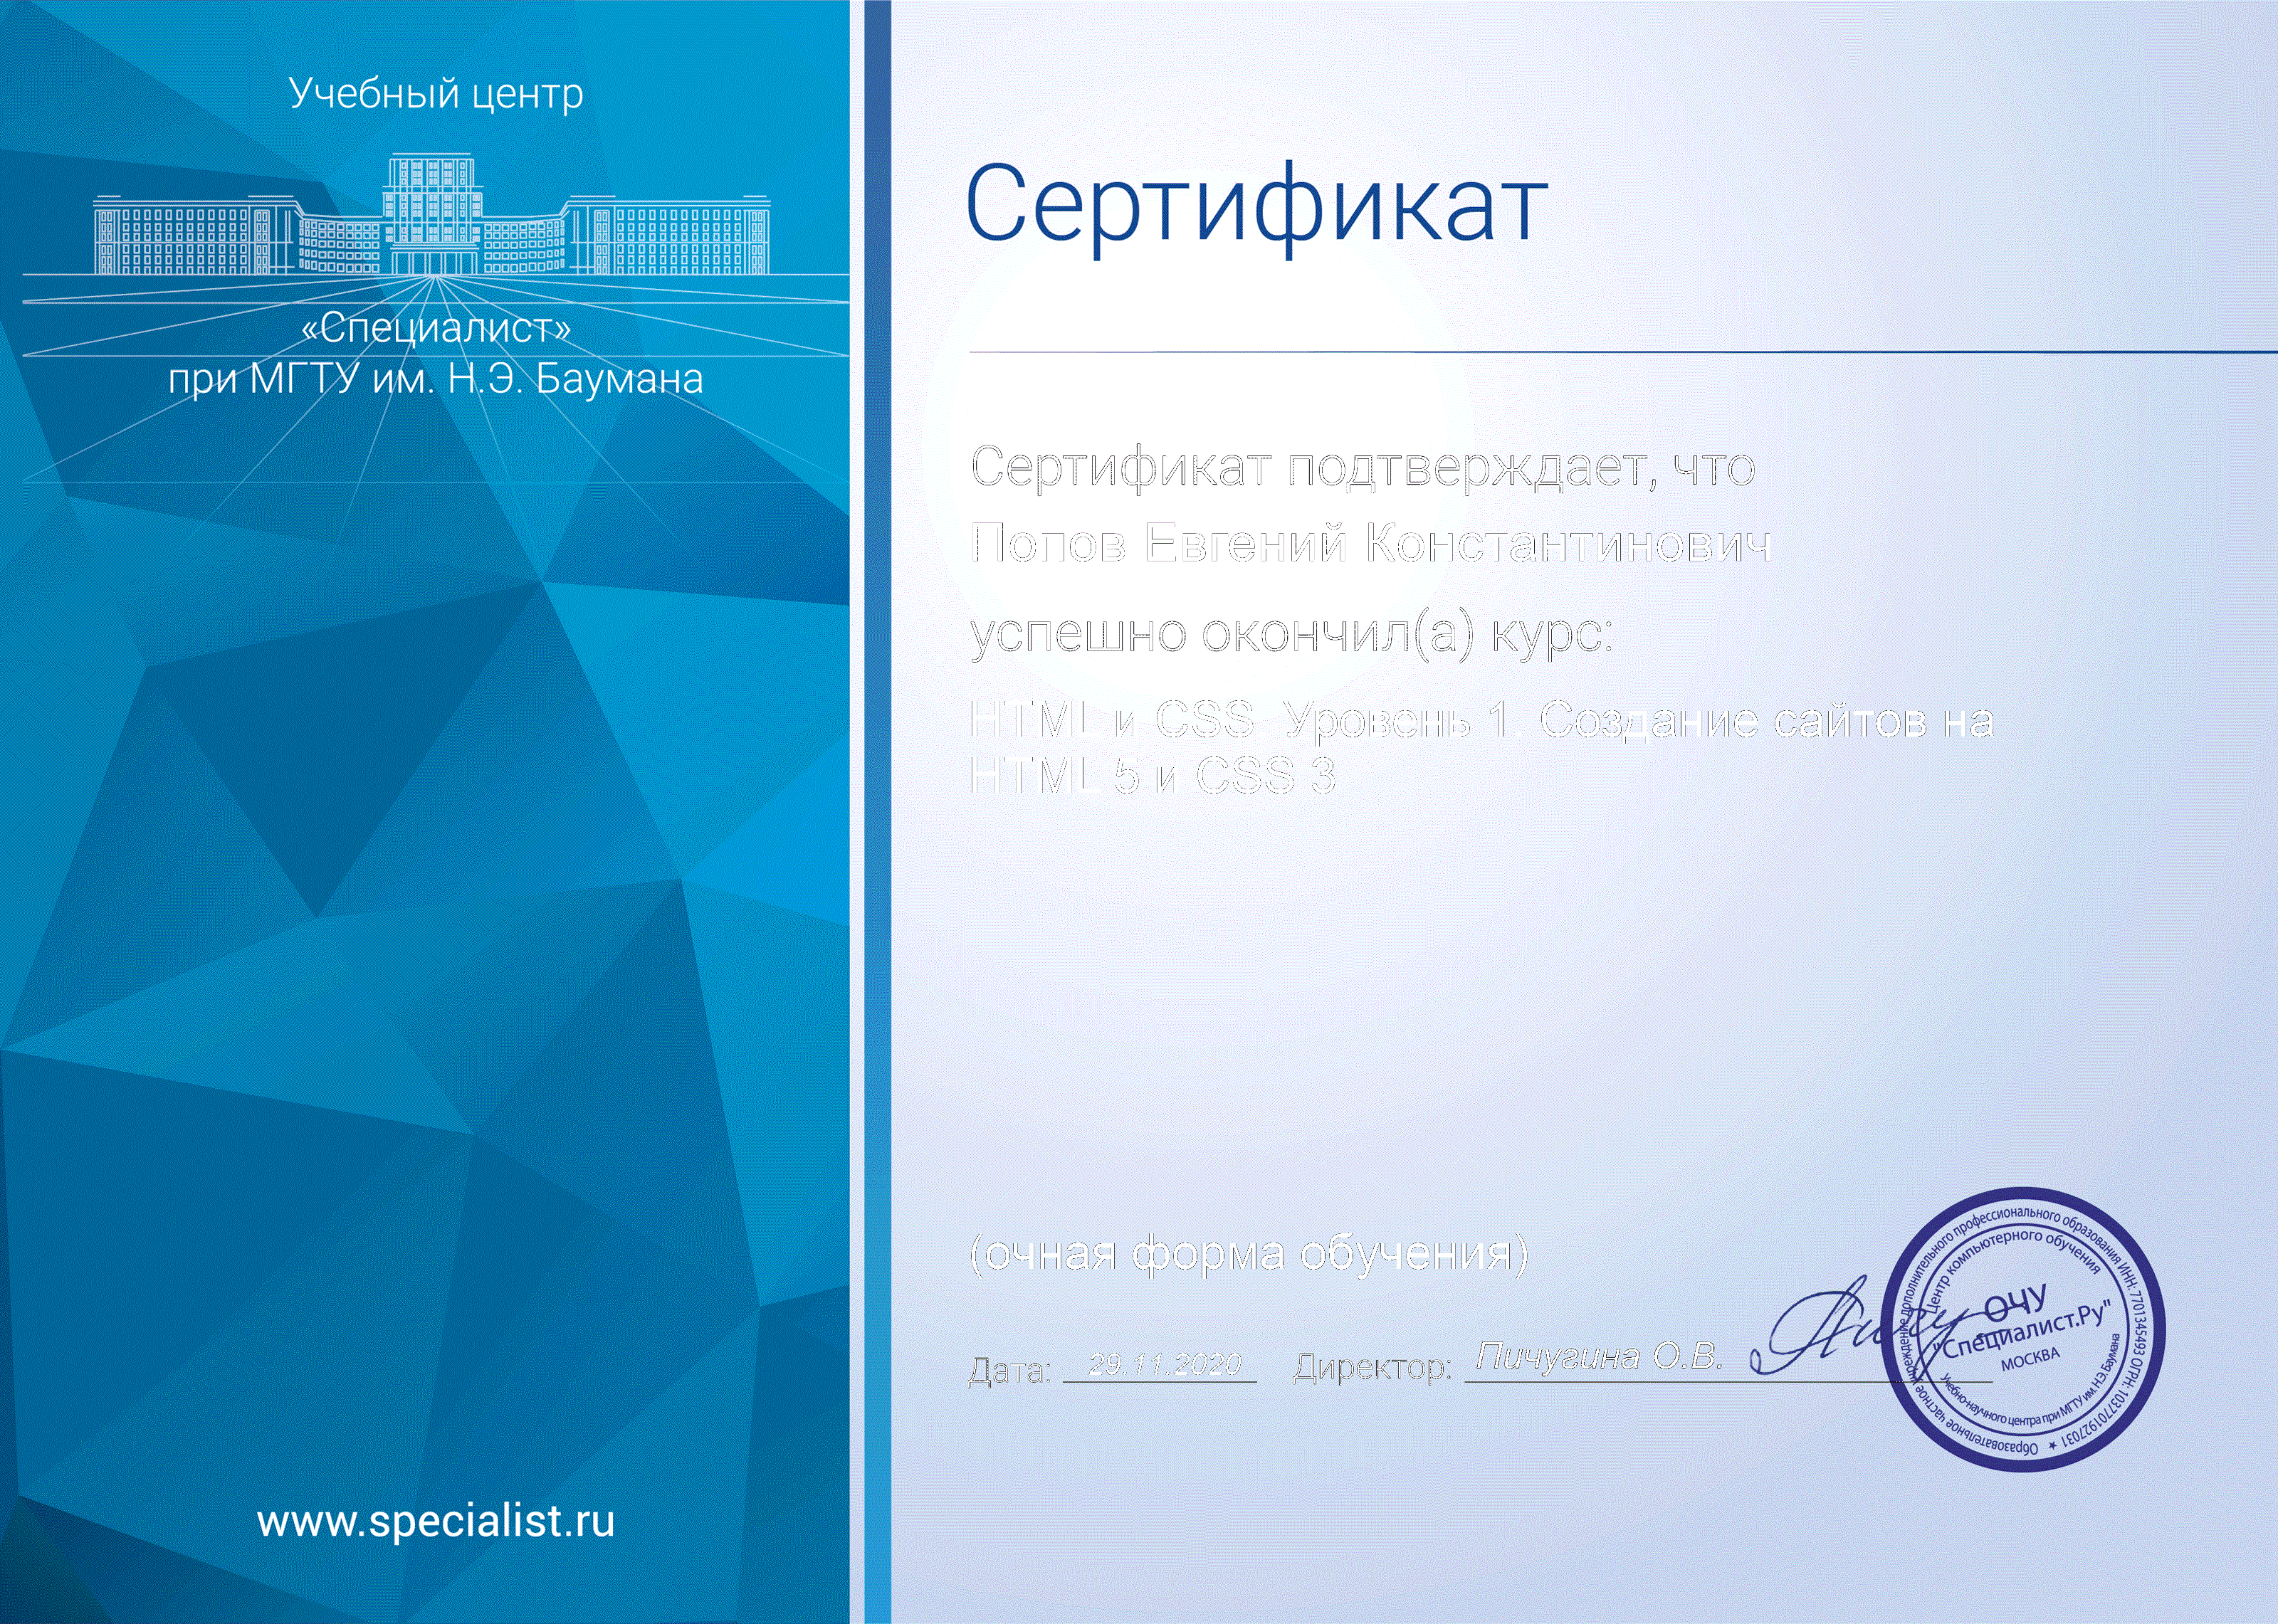 Учебный центр
«Специалист»
при МГТУ им. Н.Э. Баумана
www.specialist.ru
Сертификат
Сертификат подтверждает, что
Попов Евгений Константинович
успешно окончил(а) курс:
HTML и CSS. Уровень 1. Создание сайтов на
HTML 5 и CSS 3
(очная форма обучения)
Дата: 29.11.2020 Директор: Пичугина О.В.
Образовательное частное учреждение дополнительного профессионального образования ИНН: 7701345493 ОГРН: 1037701927031 ★
Центр компьютерного обучения
ОЧУ
"Специалист.Ру"
МОСКВА
Учебно-научного центра при МГТУ им. Н.Э. Баумана